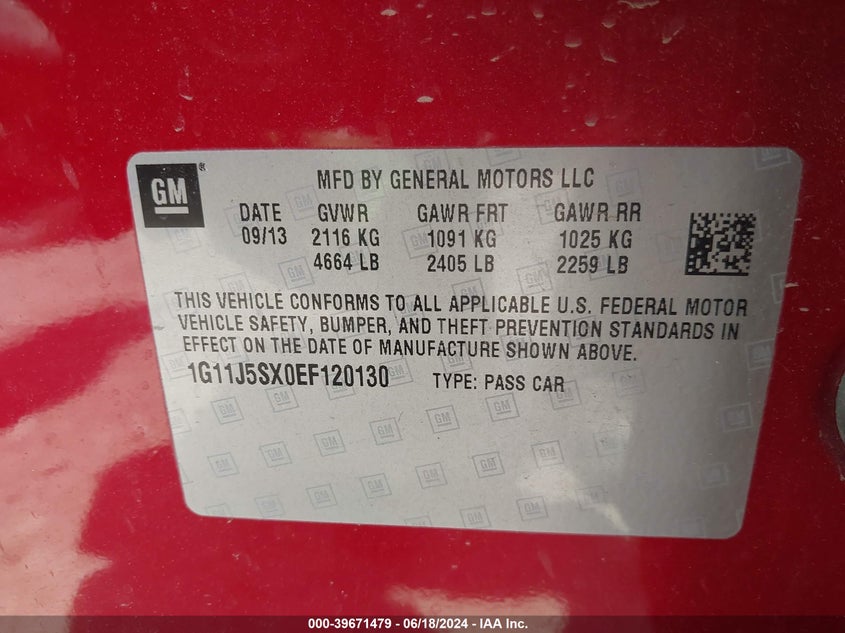 GM ®
MFD BY GENERAL MOTORS LLC
DATE GVWR GAWR FRT GAWR RR
09/13 2116 KG 1091 KG 1025 KG
4664 LB 2405 LB 2259 LB
THIS VEHICLE CONFORMS TO ALL APPLICABLE U.S. FEDERAL MOTOR
VEHICLE SAFETY, BUMPER, AND THEFT PREVENTION STANDARDS IN
EFFECT ON THE DATE OF MANUFACTURE SHOWN ABOVE.
1G11J5SX0EF120130 TYPE: PASS CAR
000-39671479 - 06/18/2024 - IAA Inc.